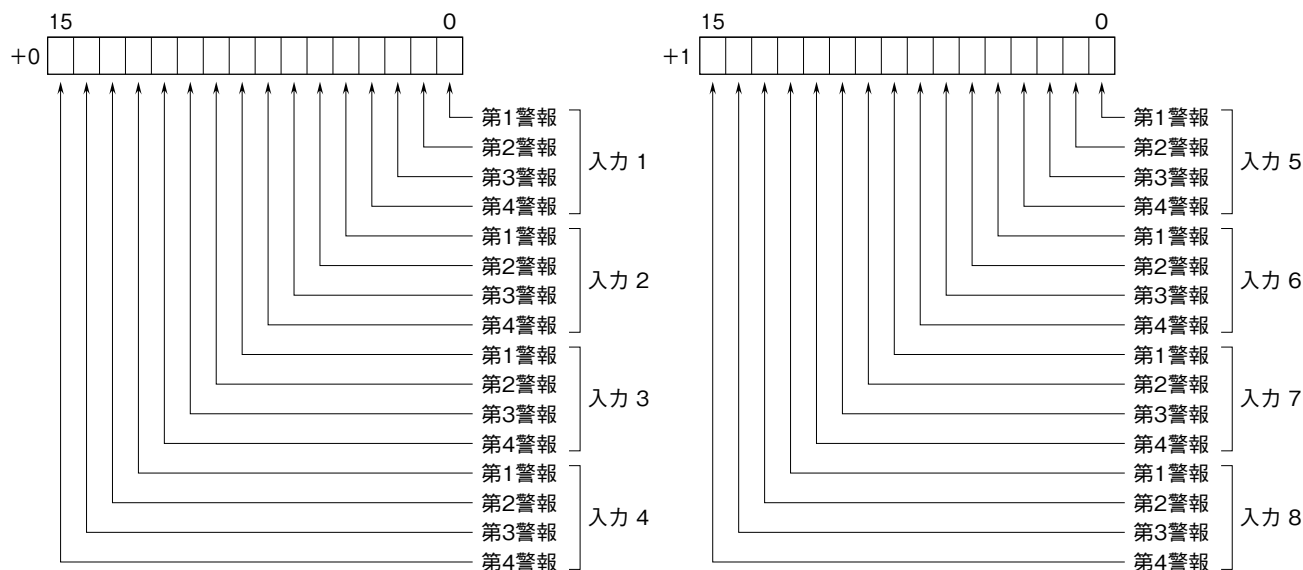 15 0
+0
第1警報
第2警報
第3警報
第4警報
入力 1
第1警報
第2警報
第3警報
第4警報
入力 2
第1警報
第2警報
第3警報
第4警報
入力 3
第1警報
第2警報
第3警報
第4警報
入力 4
15 0
+1
第1警報
第2警報
第3警報
第4警報
入力 5
第1警報
第2警報
第3警報
第4警報
入力 6
第1警報
第2警報
第3警報
第4警報
入力 7
第1警報
第2警報
第3警報
第4警報
入力 8